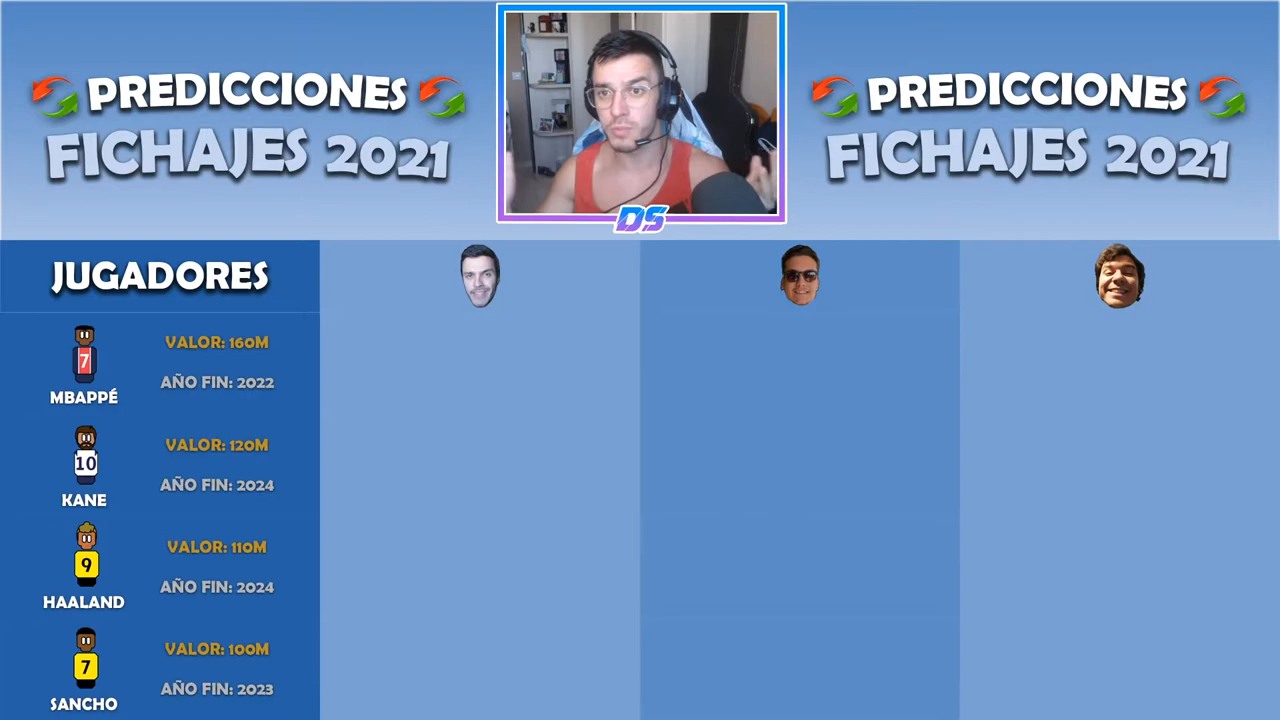 PREDICCIONES
FICHAJES 2021
DS
PREDICCIONES
FICHAJES 2021
JUGADORES
7
MBAPPÉ
VALOR: 160M
AÑO FIN: 2022
10
KANE
VALOR: 120M
AÑO FIN: 2024
9
HAALAND
VALOR: 110M
AÑO FIN: 2024
7
SANCHO
VALOR: 100M
AÑO FIN: 2023